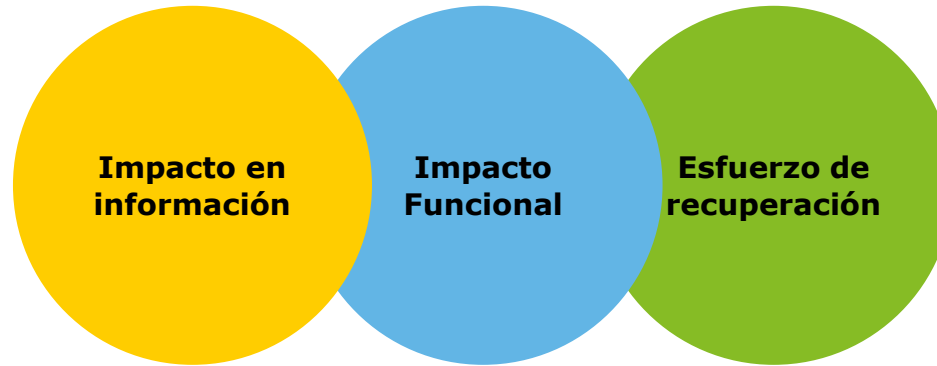 Impacto en
información
Impacto
Funcional
Esfuerzo de
recuperación